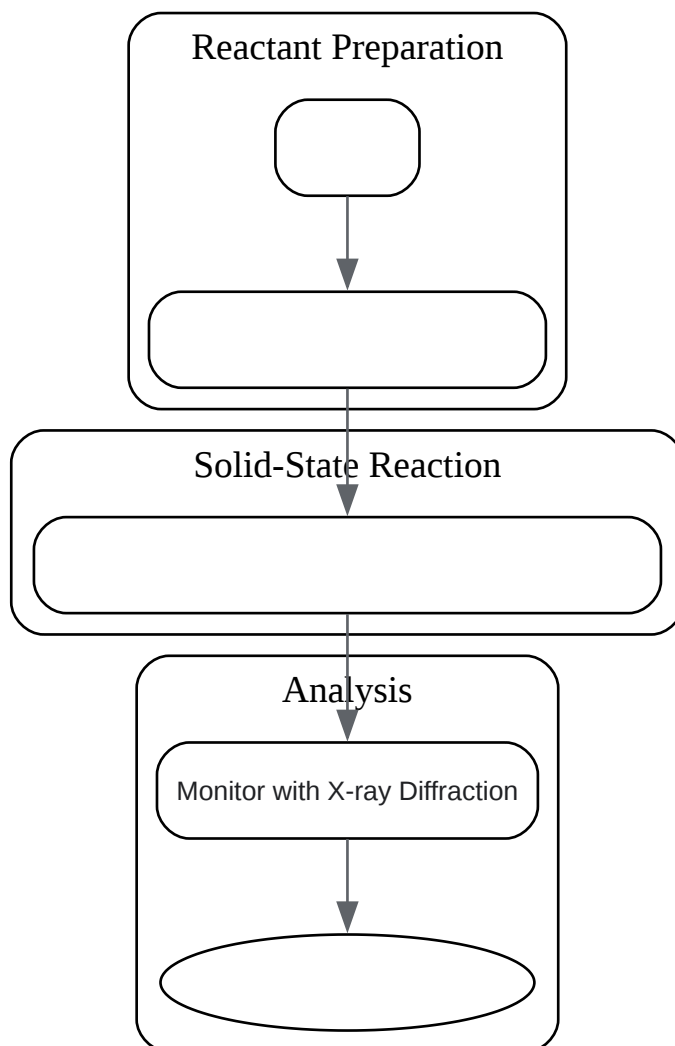 Reactant Preparation
Solid-State Reaction
Analysis
Monitor with X-ray Diffraction